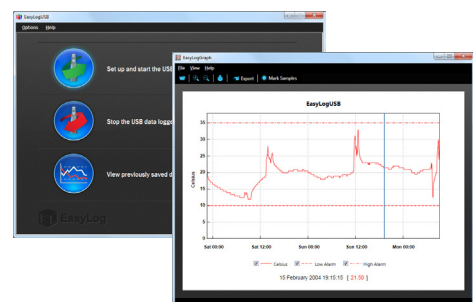 EasyLogUSB
Options Help
Set up and start the USB
Stop the USB data logge
View previously saved d
EasyLog
EasyLogGraph
File View Help
Export
Mark Samples
EasyLogUSB
Celsius
35
30
25
20
15
10
5
0
Sat 00:00 Sat 12:00 Sun 00:00 Sun 12:00 Mon 00:00
Celsius Low Alarm High Alarm
15 February 2004 19:15:15 [ 21.50 ]